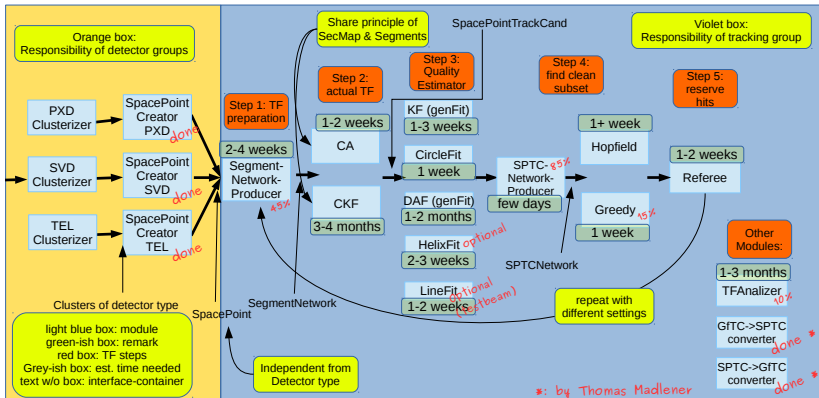 Orange box:
Responsibility of detector groups
Share principle of
SecMap & Segments
SpacePointTrackCand
Violet box:
Responsibility of tracking group
Step 1: TF
preparation
Step 2:
actual TF
Step 3:
Quality
Estimator
Step 4:
find clean
subset
Step 5:
reserve
hits
PXD
Clusterizer
SpacePoint
Creator
PXD
done
SVD
Clusterizer
SpacePoint
Creator
SVD
done
TEL
Clusterizer
SpacePoint
Creator
TEL
done
2-4 weeks
Segment-
Network-
Producer
45%
1-2 weeks
CA
CKF
3-4 months
KF (genFit)
1-3 weeks
CircleFit
1 week
DAF (genFit)
1-2 months
HelixFit
optional
2-3 weeks
LineFit
optional
(testbeam)
1-2 weeks
SPTC-
Network-
Producer
85%
few days
1+ week
Hopfield
Greedy
15%
1 week
1-2 weeks
Referee
Other
Modules:
1-3 months
TFAnalizer
10%
GfTC->SPTC
converter
done *
SPTC->GfTC
converter
done *
Clusters of detector type
SpacePoint
SegmentNetwork
SPTCNetwork
repeat with
different settings
light blue box: module
green-ish box: remark
red box: TF steps
Grey-ish box: est. time needed
text w/o box: interface-container
Independent from
Detector type
*: by Thomas Madlener